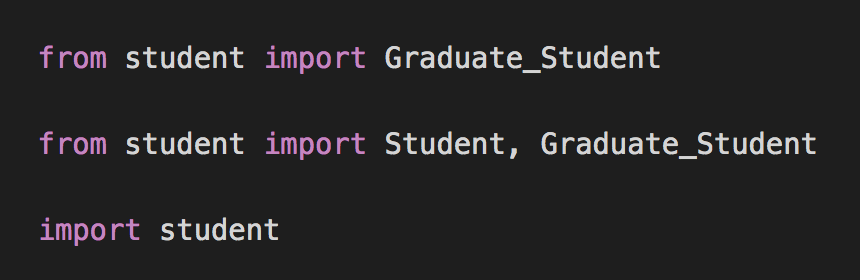 from student import Graduate_Student
from student import Student, Graduate_Student
import student